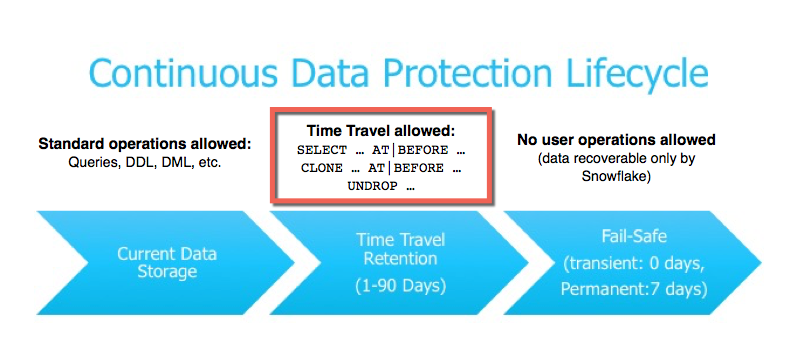 Continuous Data Protection Lifecycle
Standard operations allowed:
Queries, DDL, DML, etc.
Time Travel allowed:
SELECT … AT|BEFORE …
CLONE … AT|BEFORE …
UNDROP …
No user operations allowed
(data recoverable only by
Snowflake)
Current Data
Storage
Time Travel
Retention
(1-90 Days)
Fail-Safe
(transient: 0 days,
Permanent:7 days)